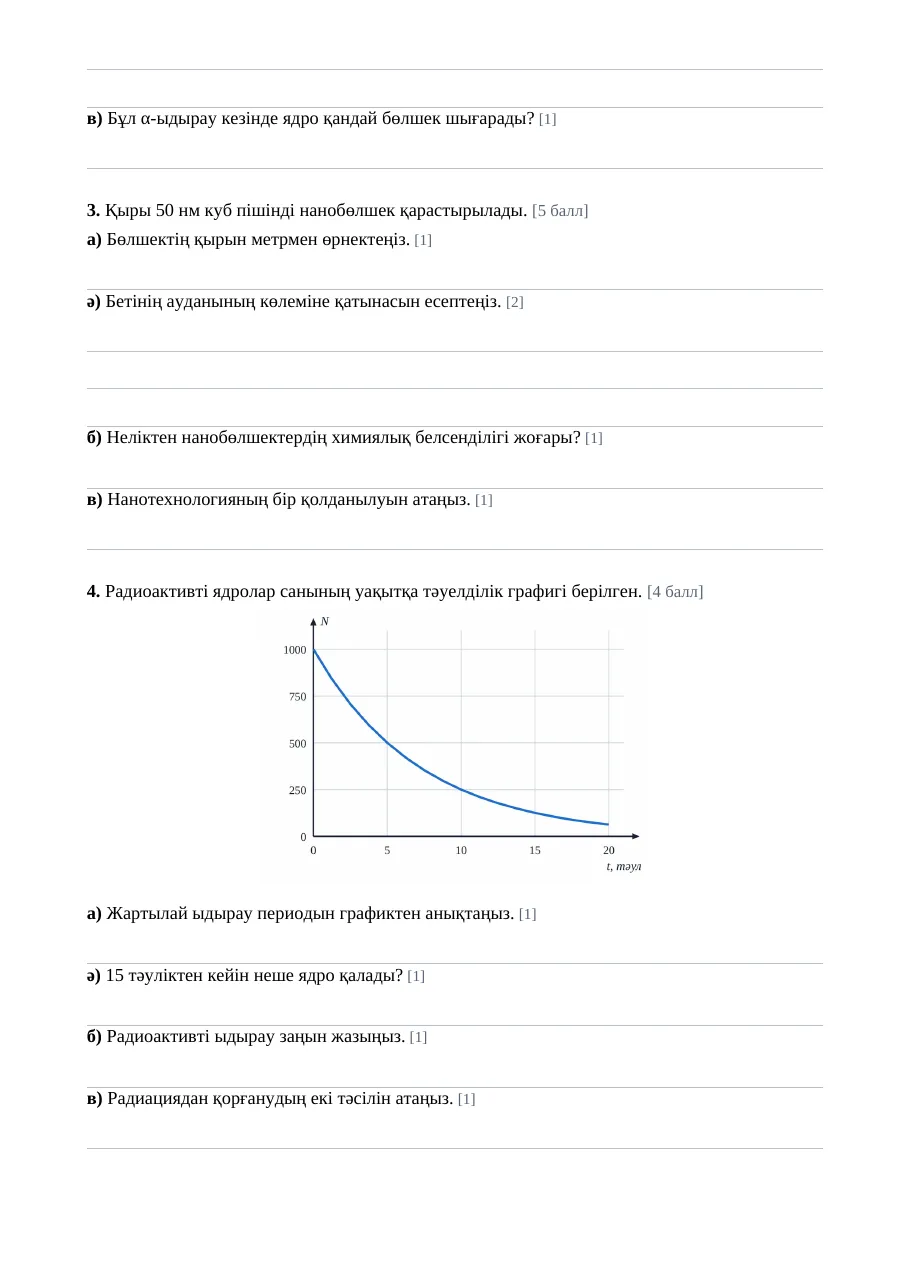 в) Бұл α-ыдырау кезінде ядро қандай бөлшек шығарады? [1]
3. Қыры 50 нм куб пішінді нанобөлшек қарастырылады. [5 балл]
а) Бөлшектің қырын метрмен өрнектеңіз. [1]
ә) Бетінің ауданының көлеміне қатынасын есептеңіз. [2]
б) Неліктен нанобөлшектердің химиялық белсенділігі жоғары? [1]
в) Нанотехнологияның бір қолданылуын атаңыз. [1]
4. Радиоактивті ядролар санының уақытқа тәуелділік графигі берілген. [4 балл]
N
1000
750
500
250
0
0 5 10 15 20
t, тәул
а) Жартылай ыдырау периодын графиктен анықтаңыз. [1]
ә) 15 тәуліктен кейін неше ядро қалады? [1]
б) Радиоактивті ыдырау заңын жазыңыз. [1]
в) Радиациядан қорғанудың екі тәсілін атаңыз. [1]